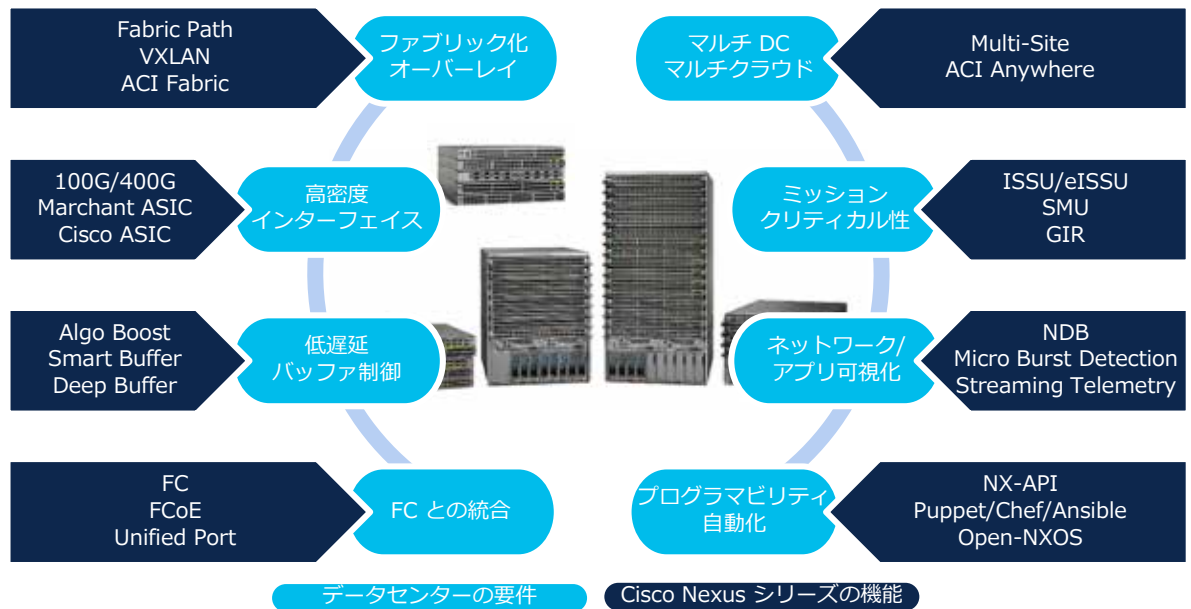 Fabric Path
VXLAN
ACI Fabric
ファブリック化
オーバーレイ
マルチ DC
マルチクラウド
Multi-Site
ACI Anywhere
100G/400G
Marchant ASIC
Cisco ASIC
高密度
インターフェイス
ミッション
クリティカル性
ISSU/eISSU
SMU
GIR
Algo Boost
Smart Buffer
Deep Buffer
低遅延
バッファ制御
ネットワーク/
アプリ可視化
NDB
Micro Burst Detection
Streaming Telemetry
FC
FCoE
Unified Port
FC との統合
プログラマビリティ
自動化
NX-API
Puppet/Chef/Ansible
Open-NXOS
データセンターの要件
Cisco Nexus シリーズの機能